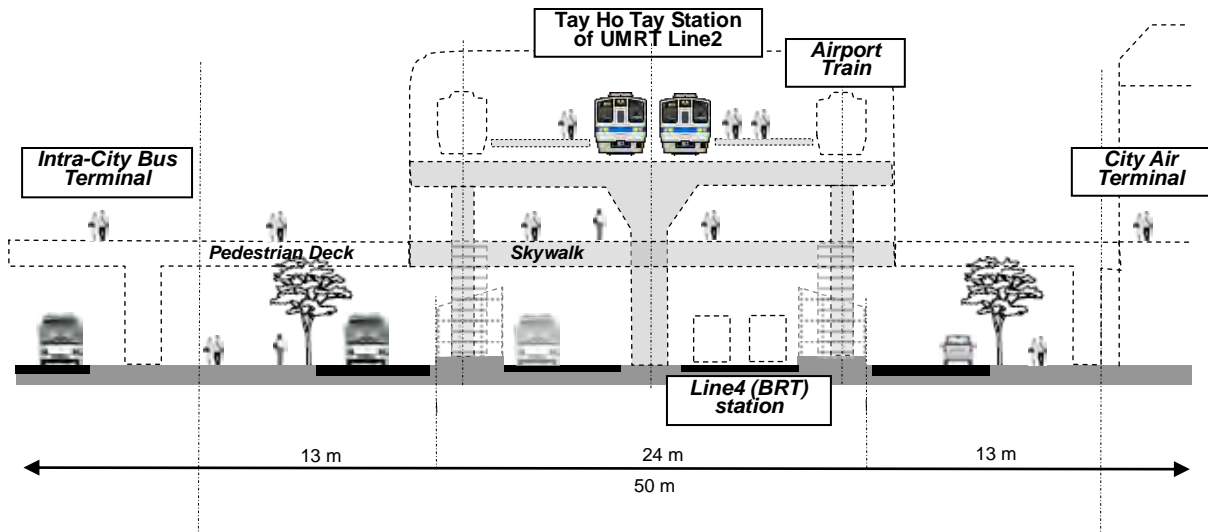 Tay Ho Tay Station
of UMRT Line2
Airport
Train
Intra-City Bus
Terminal
City Air
Terminal
Pedestrian Deck
Skywalk
Line4 (BRT)
station
13 m
24 m
13 m
50 m